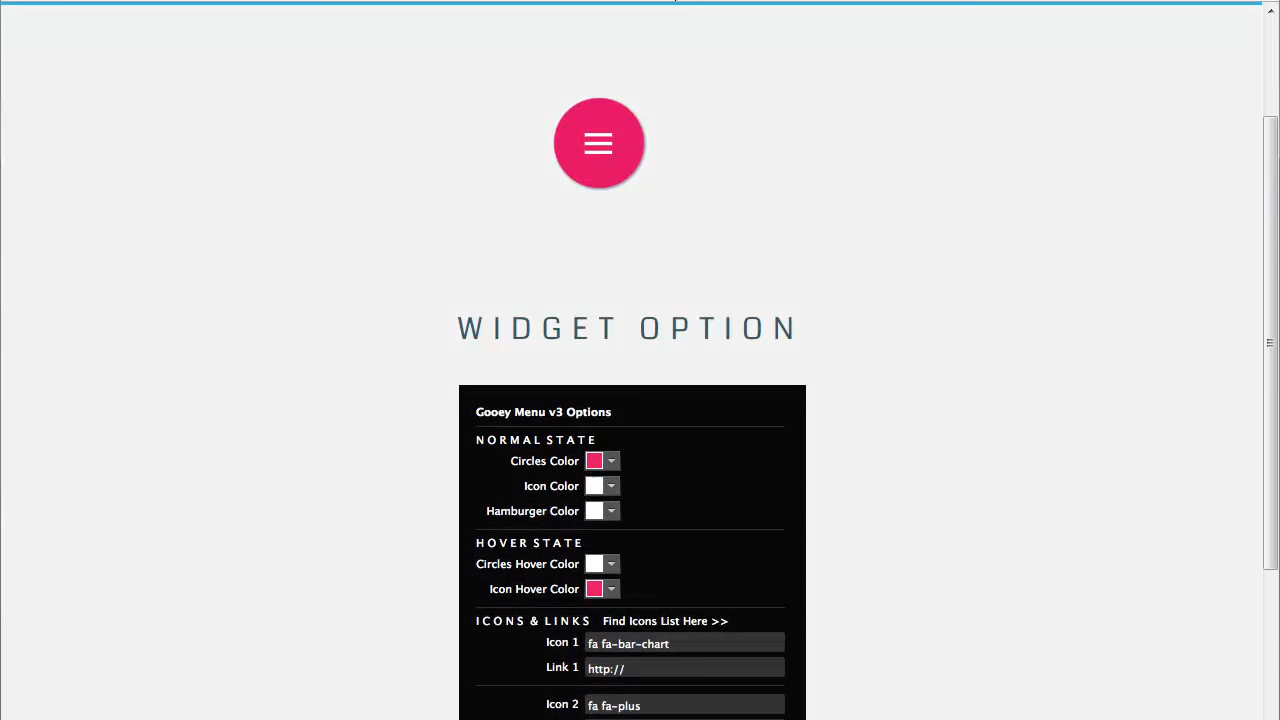 WIDGET OPTION
Gooey Menu v3 Options
NORMAL STATE
Circles Color
Icon Color
Hamburger Color
HOVER STATE
Circles Hover Color
Icon Hover Color
ICONS & LINKS Find Icons List Here >>
Icon 1 fa fa-bar-chart
Link 1 http://
Icon 2 fa fa-plus